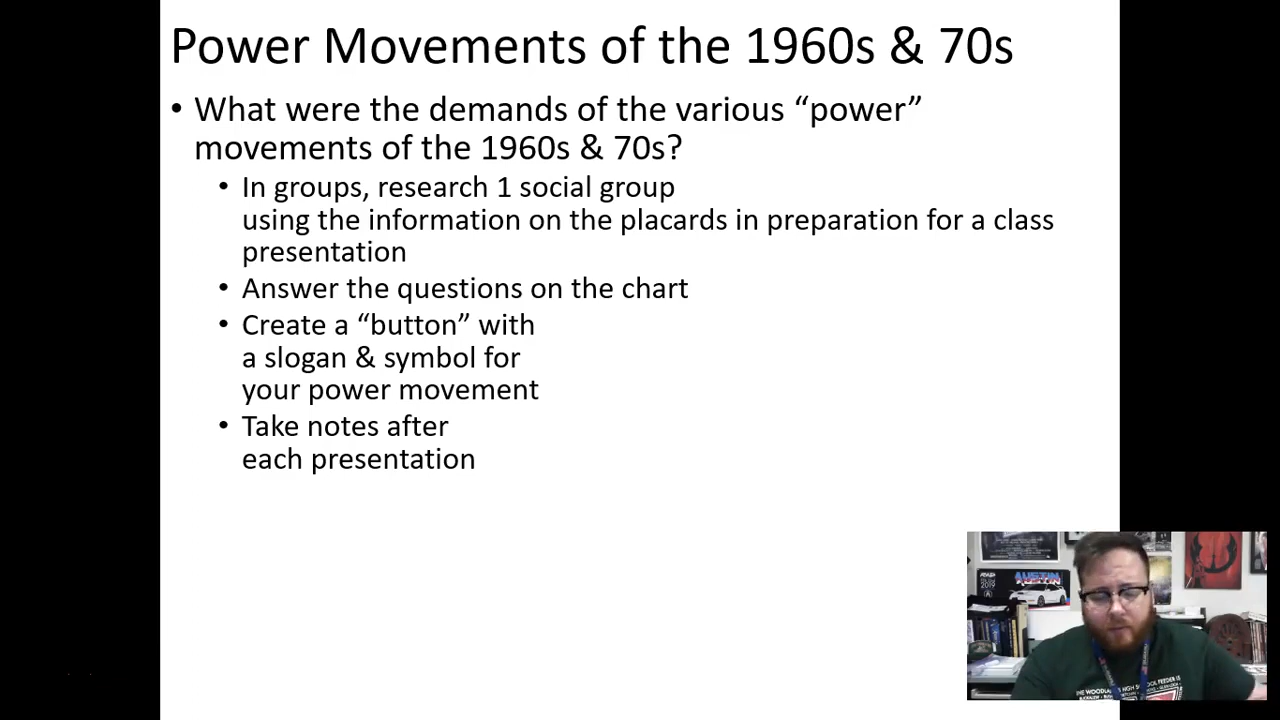 Power Movements of the 1960s & 70s
• What were the demands of the various “power”
movements of the 1960s & 70s?
• In groups, research 1 social group
using the information on the placards in preparation for a class
presentation
• Answer the questions on the chart
• Create a “button” with
a slogan & symbol for
your power movement
• Take notes after
each presentation
AUSTIN
2019